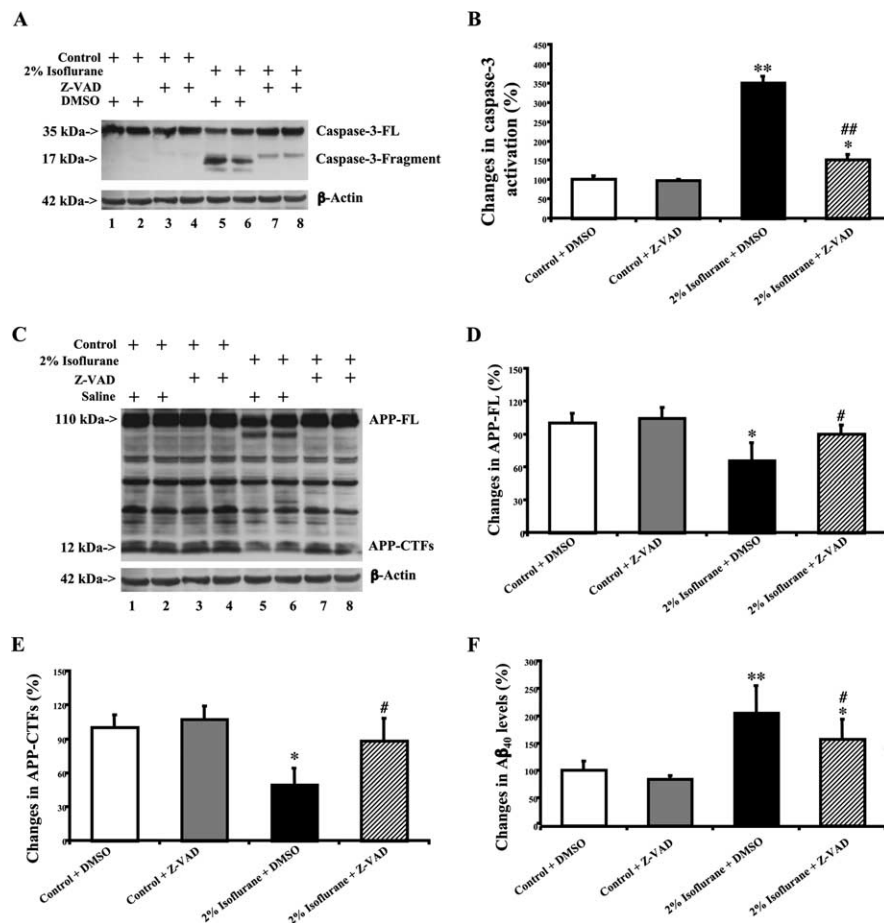 A
Control + + + +
2% Isoflurane + + + +
Z-VAD + + + +
DMSO + + + +
35 kDa-> Caspase-3-FL
17 kDa-> Caspase-3-Fragment
42 kDa-> β-Actin
1 2 3 4 5 6 7 8
B
Changes in caspase-3
activation (%)
450
400
350
300
250
200
150
100
50
0
**
##
*
Control + DMSO
Control + Z-VAD
2% Isoflurane + DMSO
2% Isoflurane + Z-VAD
C
Control + + + +
2% Isoflurane + + + +
Z-VAD + + + +
Saline + + + +
110 kDa-> APP-FL
12 kDa-> APP-CTFs
42 kDa-> β-Actin
1 2 3 4 5 6 7 8
D
Changes in APP-FL (%)
150
120
90
60
30
0
*
#
Control + DMSO
Control + Z-VAD
2% Isoflurane + DMSO
2% Isoflurane + Z-VAD
E
Changes in APP-CTFs (%)
150
120
90
60
30
0
*
#
Control + DMSO
Control + Z-VAD
2% Isoflurane + DMSO
2% Isoflurane + Z-VAD
F
Changes in Aβ40 levels (%)
300
250
200
150
100
50
0
**
#
*
Control + DMSO
Control + Z-VAD
2% Isoflurane + DMSO
2% Isoflurane + Z-VAD